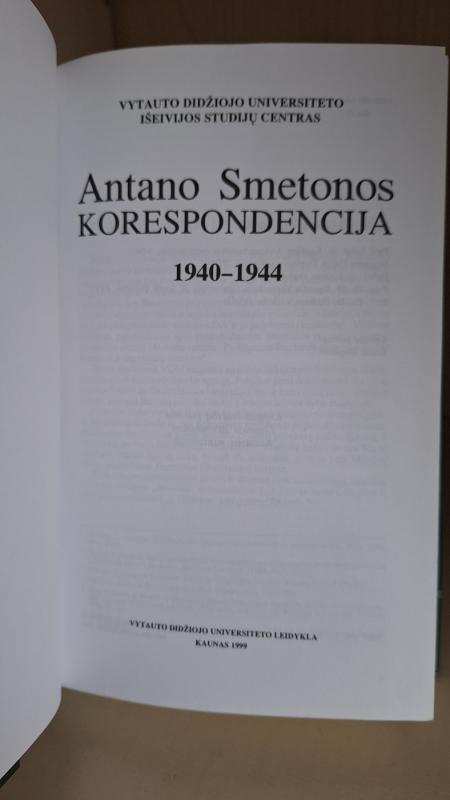 VYTAUTO DIDŽIOJO UNIVERSITETO
IŠEIVIJOS STUDIJŲ CENTRAS
Antano Smetonos
KORESPONDENCIJA
1940–1944
VYTAUTO DIDŽIOJO UNIVERSITETO LEIDYKLA
KAUNAS 1999